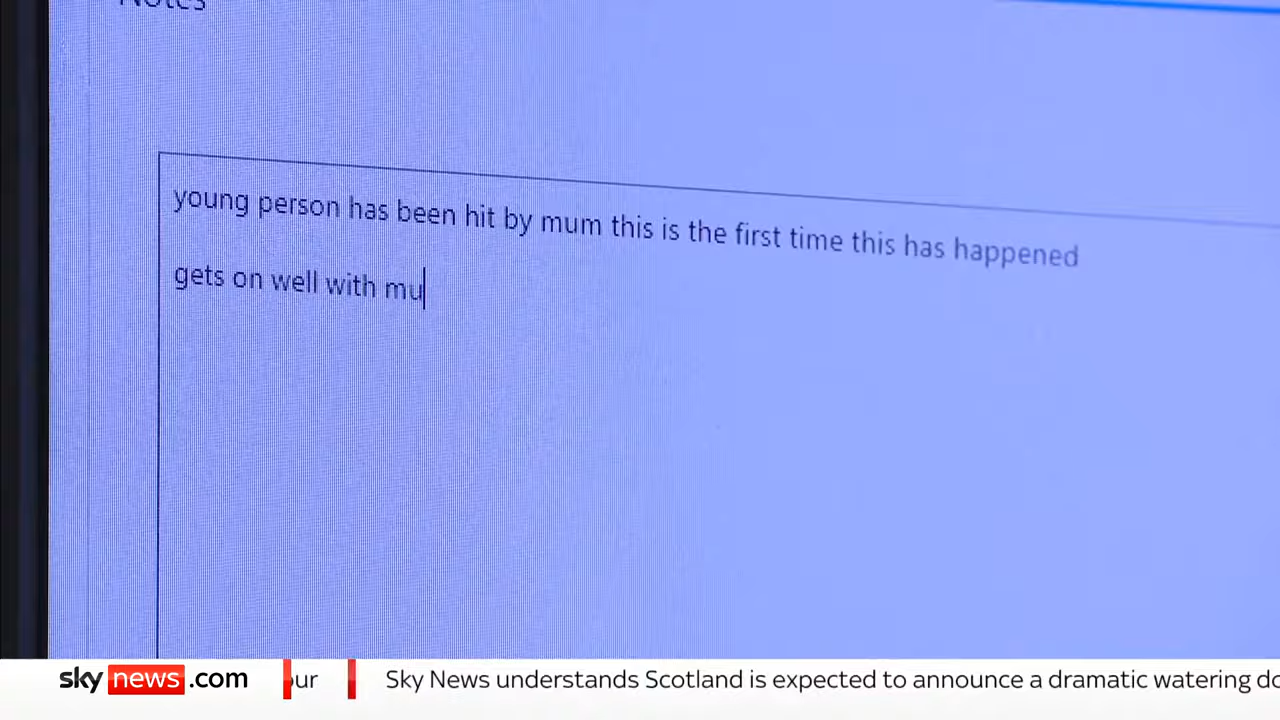 Notes
young person has been hit by mum this is the first time this has happened
gets on well with mu
sky news .com
Sky News understands Scotland is expected to announce a dramatic watering